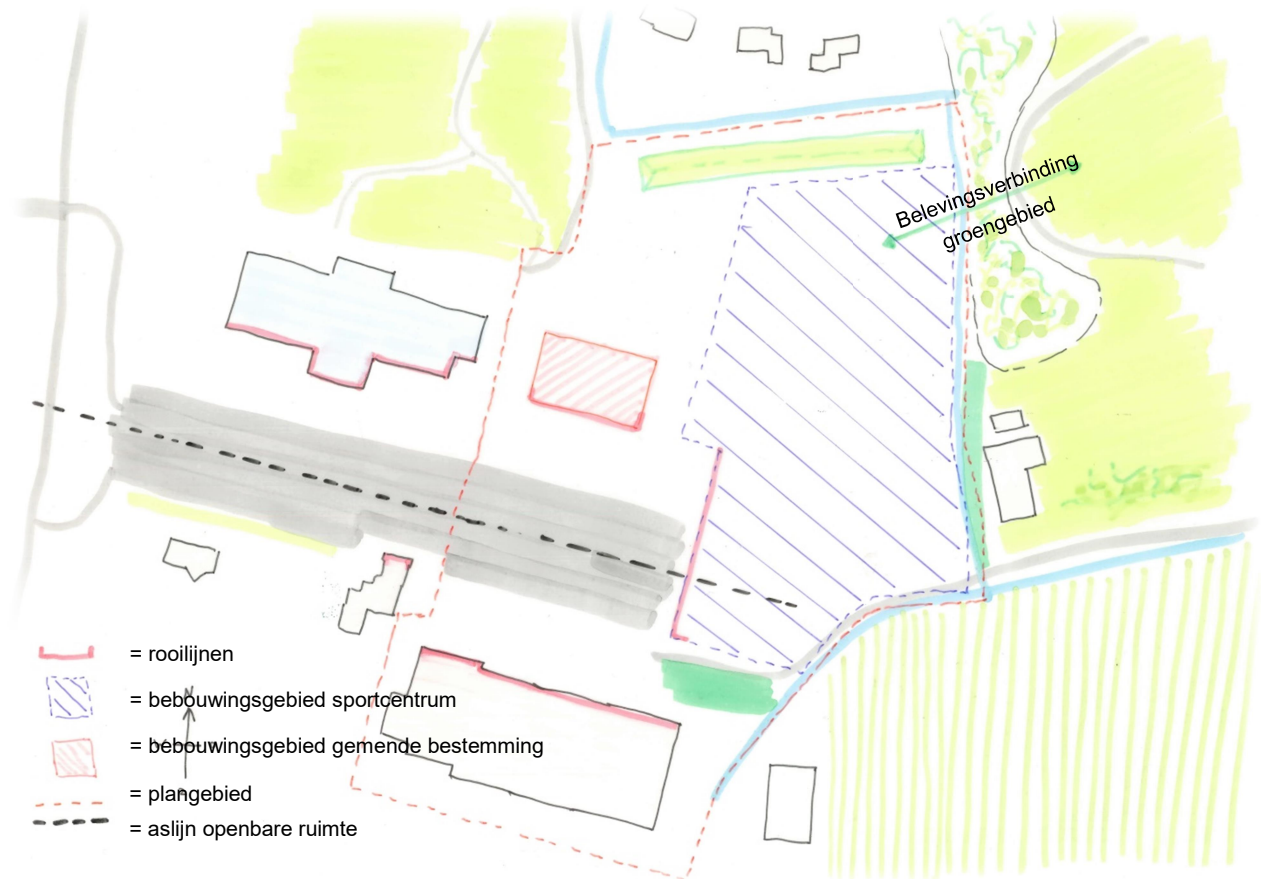 Belevingsverbinding
groengebied
= rooilijnen
= bebouwingsgebied sportcentrum
= bebouwingsgebied gemende bestemming
= plangebied
= aslijn openbare ruimte